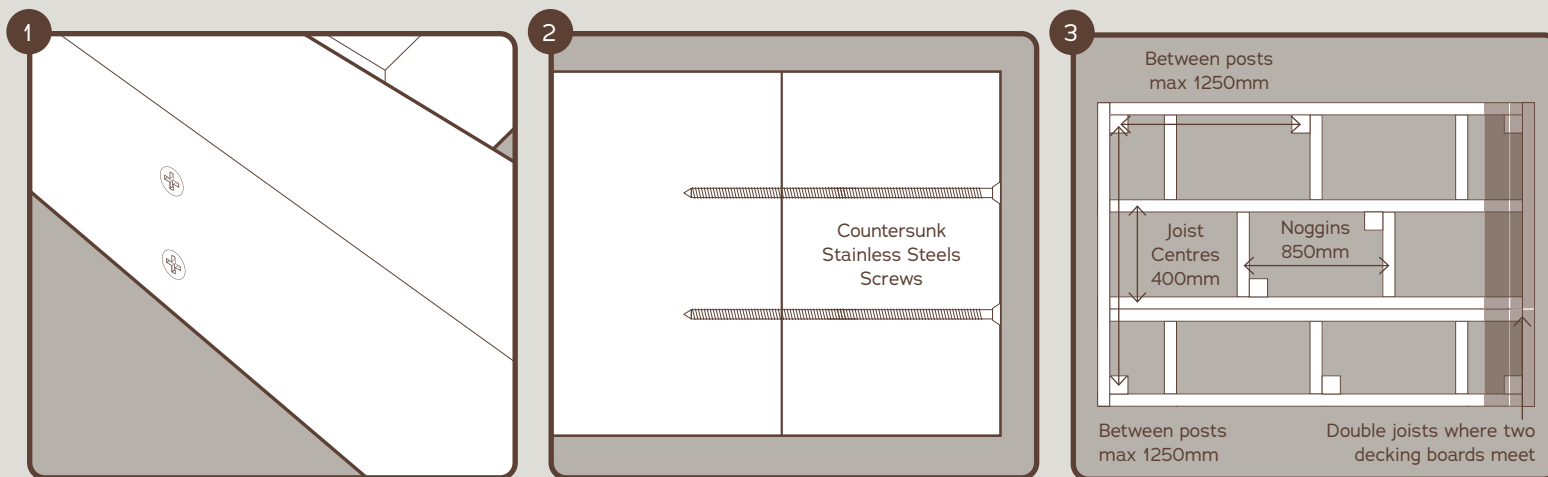 1
2
Countersunk
Stainless Steels
Screws
3
Between posts
max 1250mm
Joist
Centres
400mm
Noggins
850mm
Between posts
max 1250mm
Double joists where two
decking boards meet